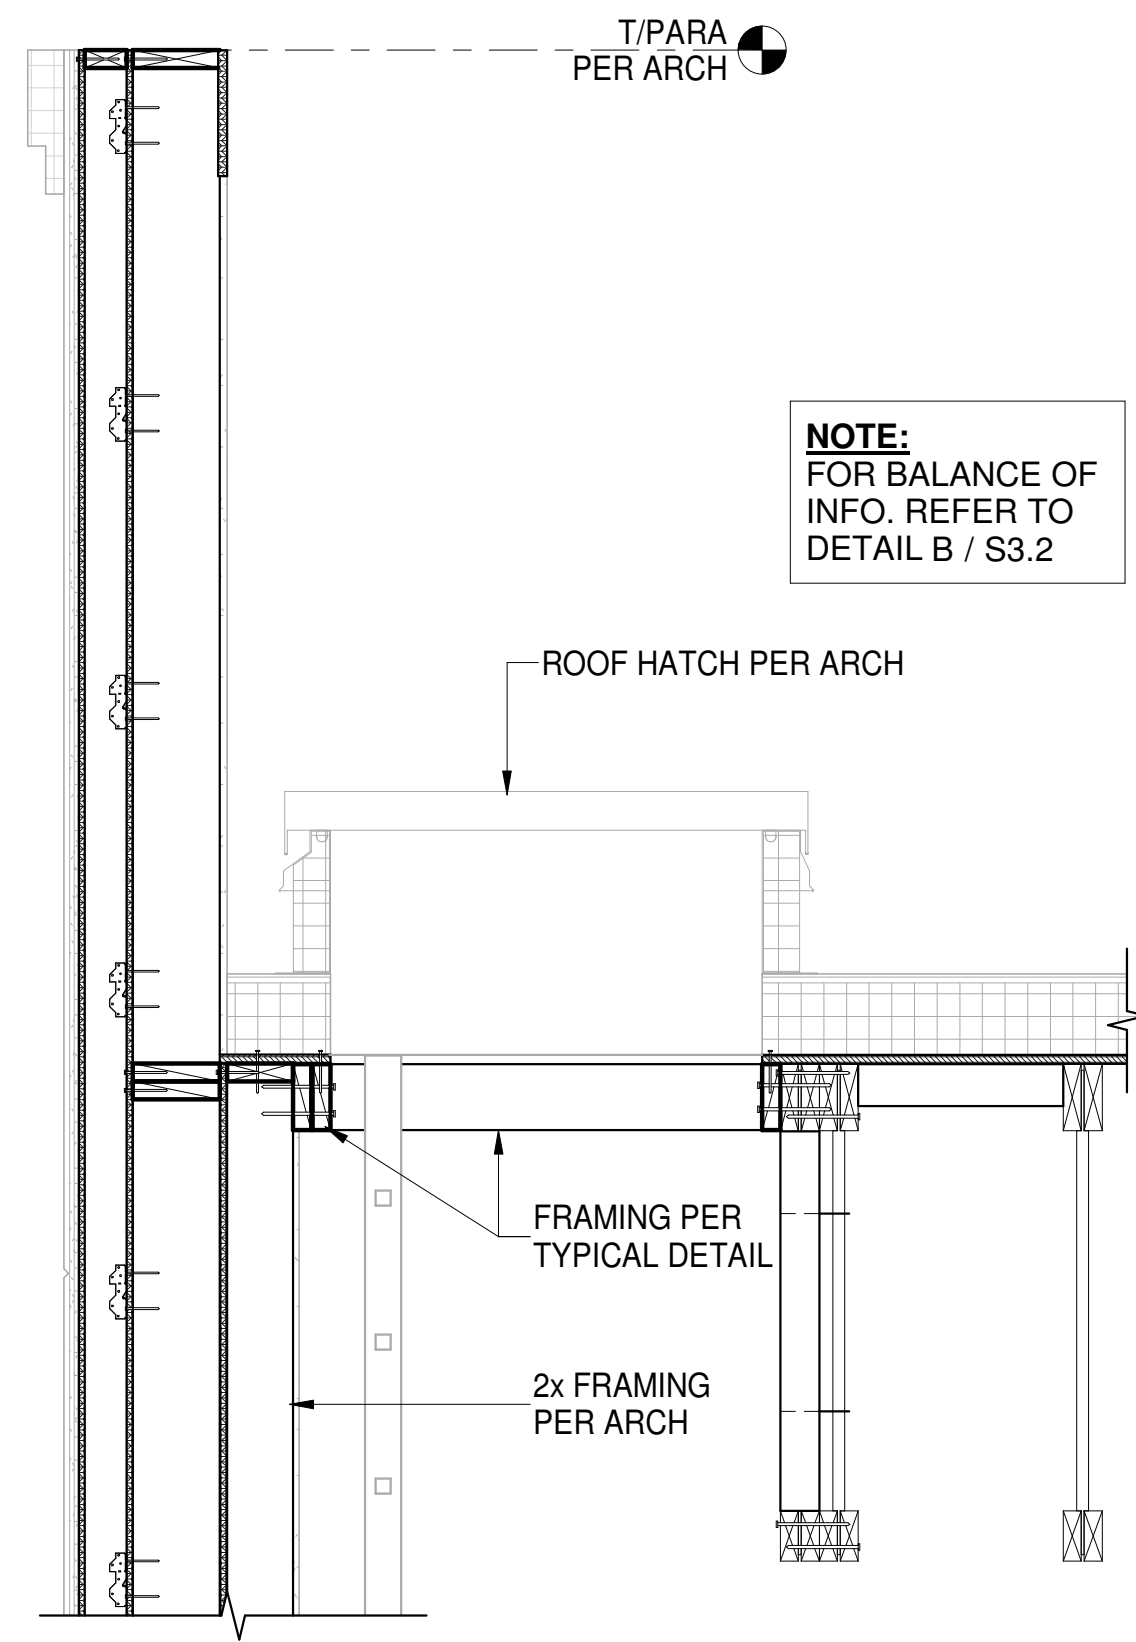 T/PARA
PER ARCH
NOTE:
FOR BALANCE OF
INFO. REFER TO
DETAIL B / S3.2
ROOF HATCH PER ARCH
FRAMING PER
TYPICAL DETAIL
2x FRAMING
PER ARCH